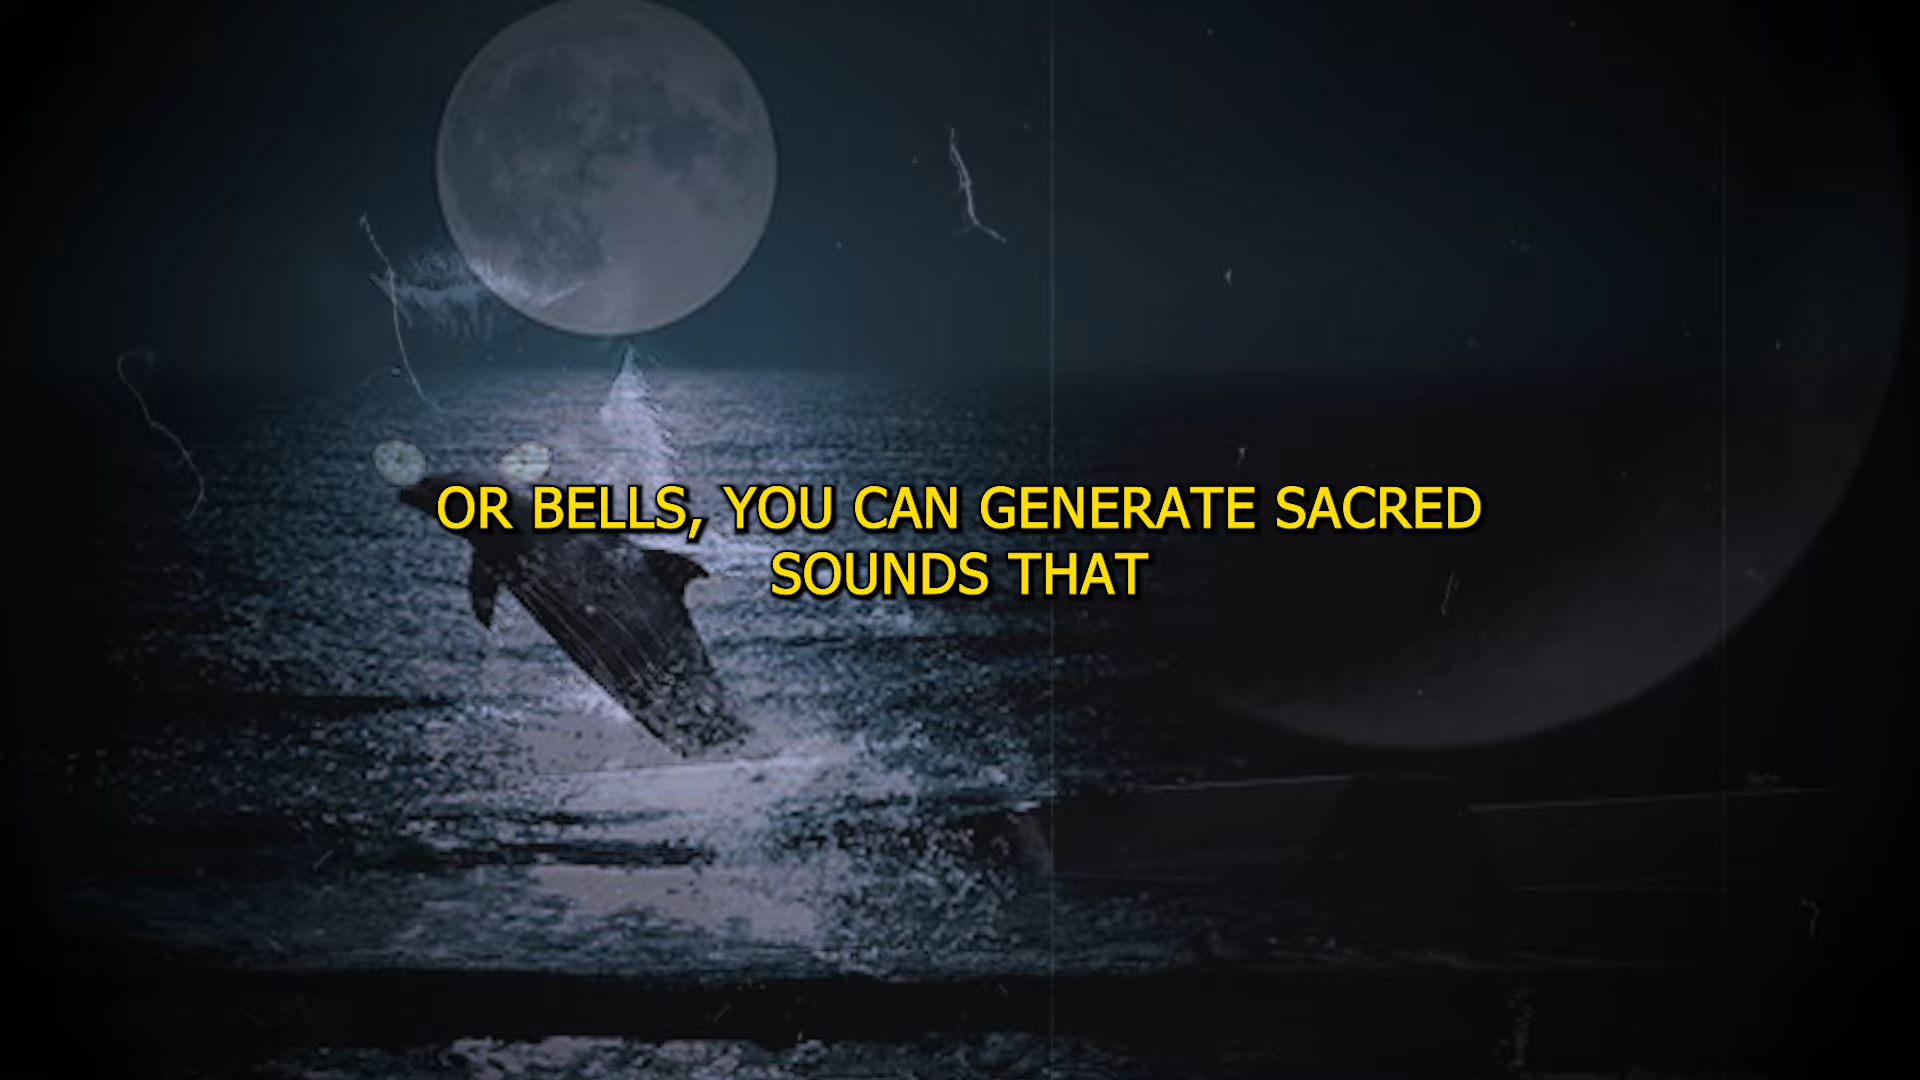 OR BELLS, YOU CAN GENERATE SACRED
SOUNDS THAT